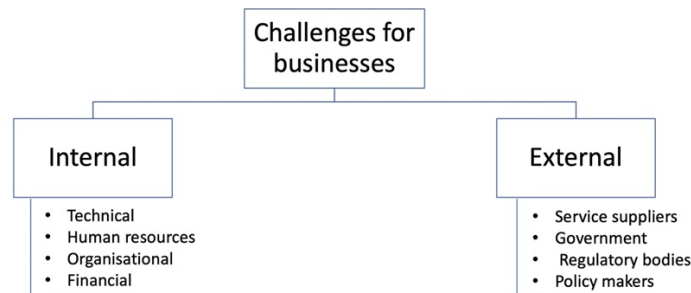 Challenges for
businesses
Internal
• Technical
• Human resources
• Organisational
• Financial
External
• Service suppliers
• Government
• Regulatory bodies
• Policy makers